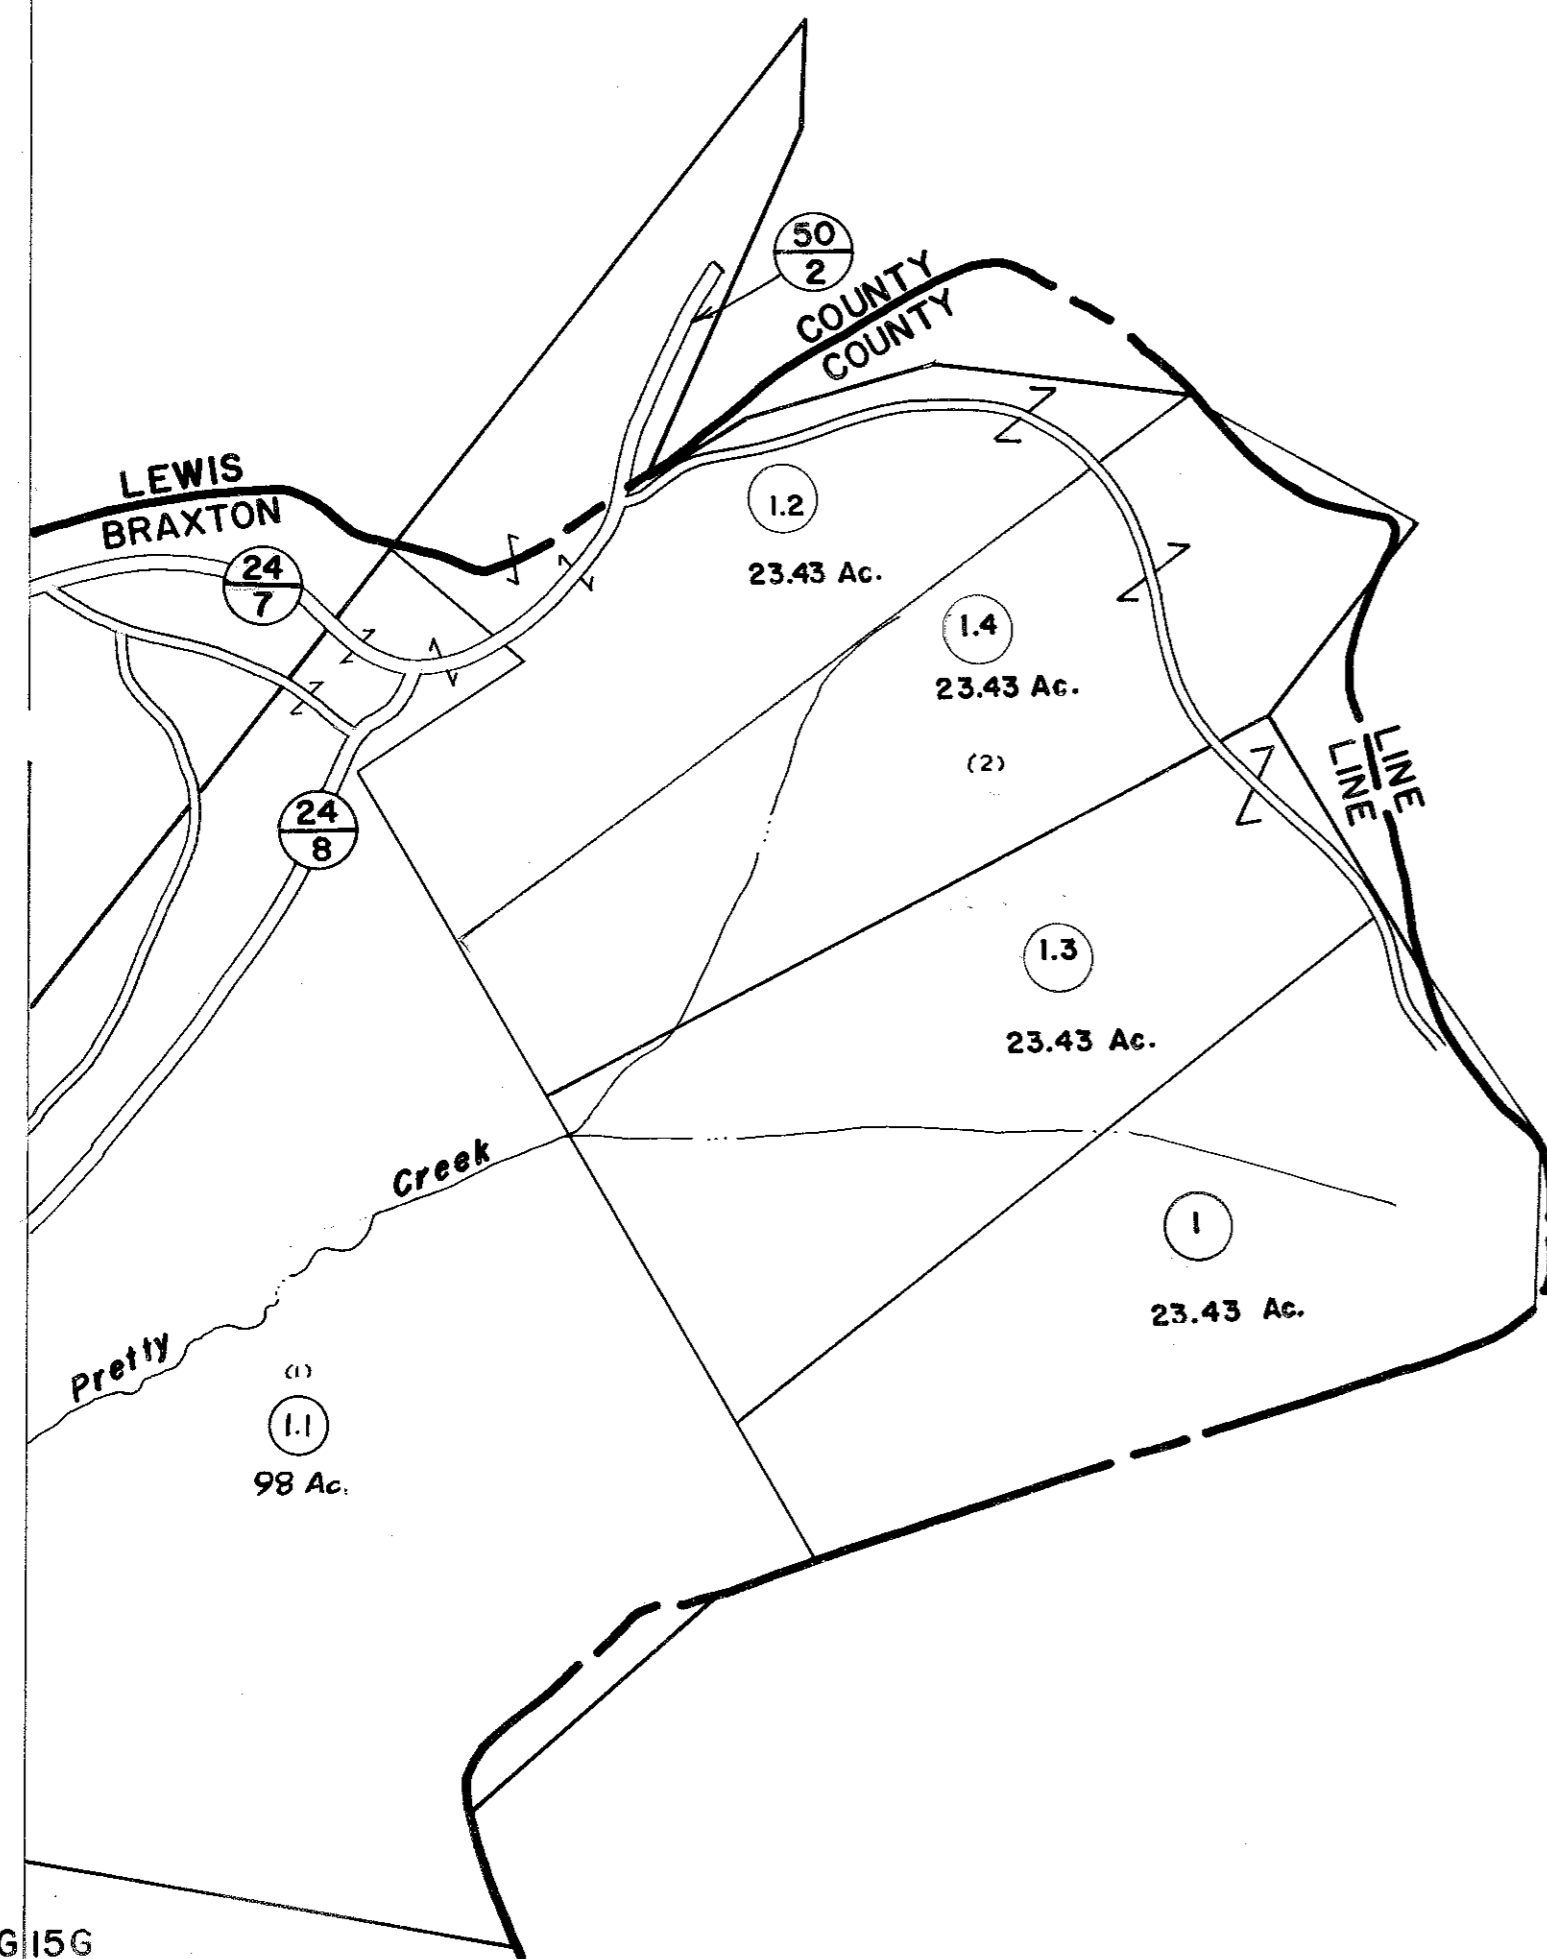 50
2
COUNTY
COUNTY
LEWIS
BRAXTON
24
7
1.2
23.43 Ac.
1.4
23.43 Ac.
(2)
LINE
LINE
24
8
1.3
23.43 Ac.
Pretty Creek
1
23.43 Ac.
(1)
1.1
98 Ac.
G 15G